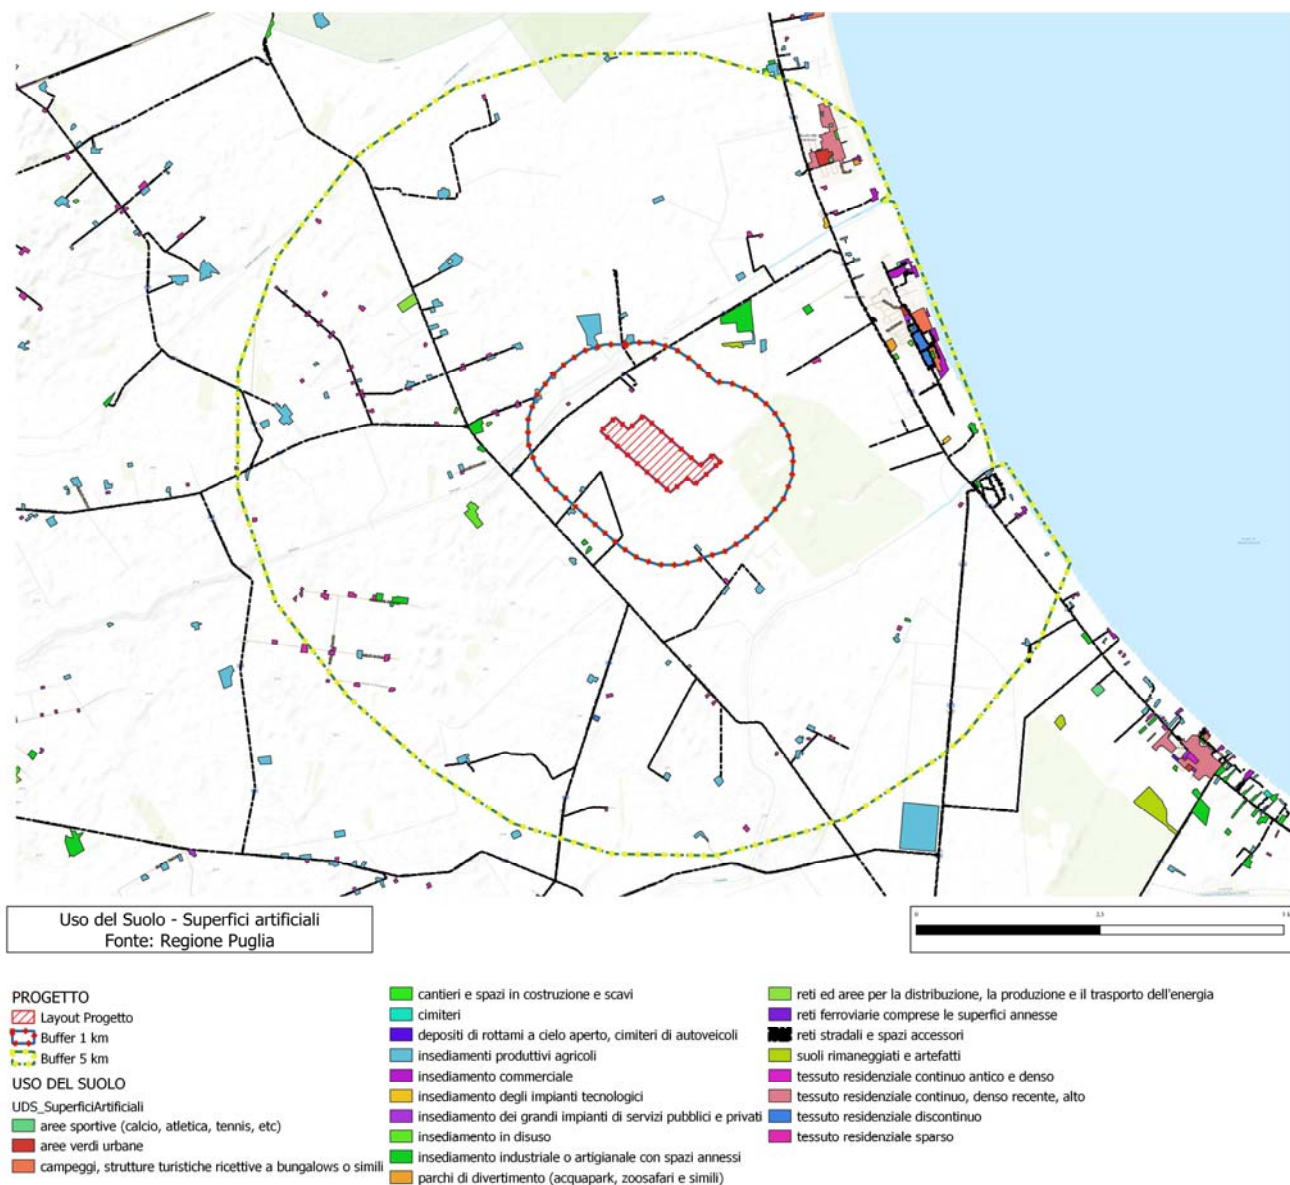 Uso del Suolo - Superfici artificiali
Fonte: Regione Puglia
0 2,5
PROGETTO
Layout Progetto
Buffer 1 km
Buffer 5 km
USO DEL SUOLO
UDS_SuperficiArtificiali
aree sportive (calcio, atletica, tennis, etc)
aree verdi urbane
campeggi, strutture turistiche ricettive a bungalows o simili
cantieri e spazi in costruzione e scavi
cimiteri
depositi di rottami a cielo aperto, cimiteri di autoveicoli
insediamenti produttivi agricoli
insediamento commerciale
insediamento degli impianti tecnologici
insediamento dei grandi impianti di servizi pubblici e privati
insediamento in disuso
insediamento industriale o artigianale con spazi annessi
parchi di divertimento (acquapark, zoosafari e simili)
reti ed aree per la distribuzione, la produzione e il trasporto dell'energia
reti ferroviarie comprese le superfici annesse
reti stradali e spazi accessori
suoli rimaneggiati e artefatti
tessuto residenziale continuo antico e denso
tessuto residenziale continuo, denso recente, alto
tessuto residenziale discontinuo
tessuto residenziale sparso